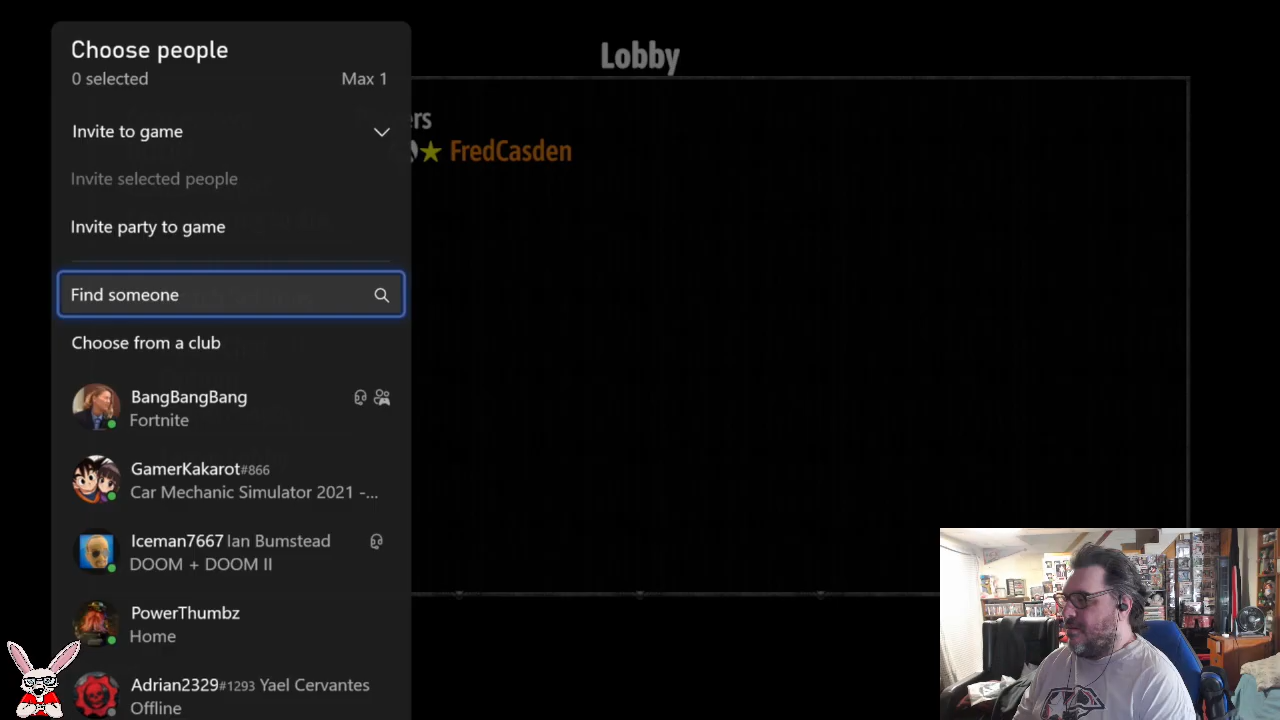 Choose people
0 selected
Max 1
Invite to game
Invite selected people
Invite party to game
Find someone
Choose from a club
BangBangBang
Fortnite
GamerKakarot#866
Car Mechanic Simulator 2021 -...
Iceman7667 Ian Bumstead
DOOM + DOOM II
PowerThumbz
Home
Adrian2329#1293 Yael Cervantes
Offline
Lobby
ers
FredCasden